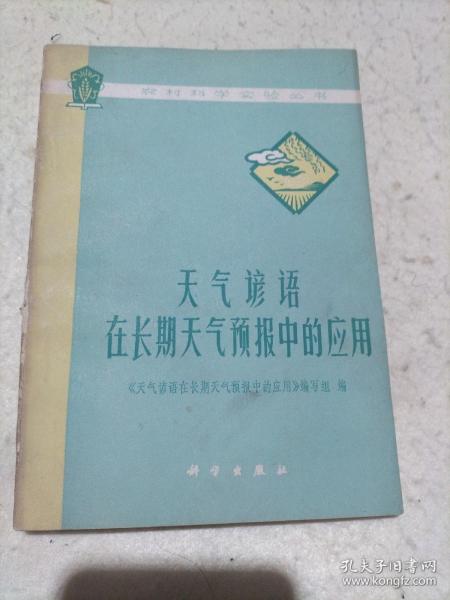 农村科学实验丛书
天气谚语
在长期天气预报中的应用
《天气谚语在长期天气预报中的应用》编写组 编
科学出版社
孔夫子旧书网
www.kongfz.com